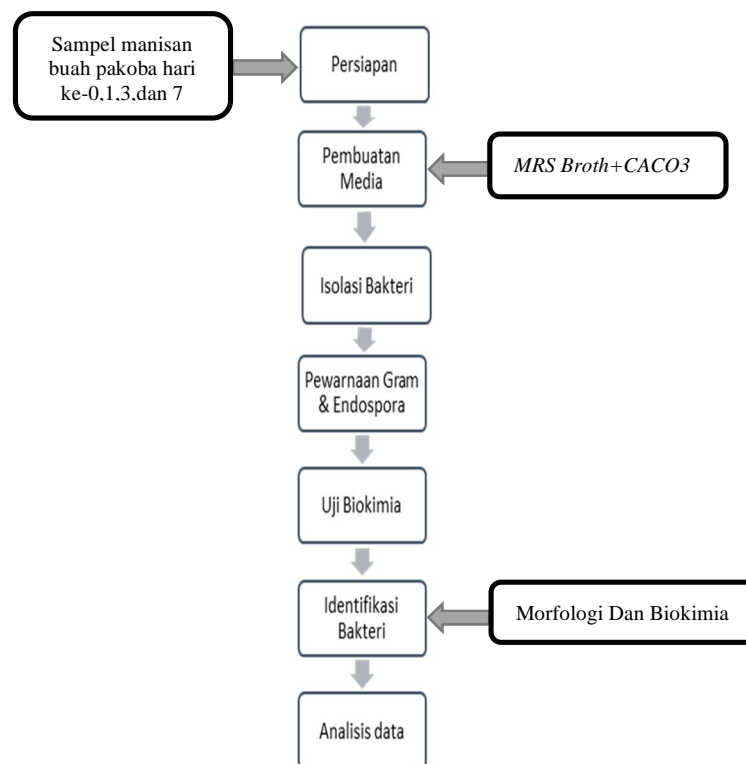 Sampel manisan
buah pakoba hari
ke-0,1,3,dan 7
Persiapan
Pembuatan
Media
MRS Broth+CACO3
Isolasi Bakteri
Pewarnaan Gram
& Endospora
Uji Biokimia
Identifikasi
Bakteri
Morfologi Dan Biokimia
Analisis data